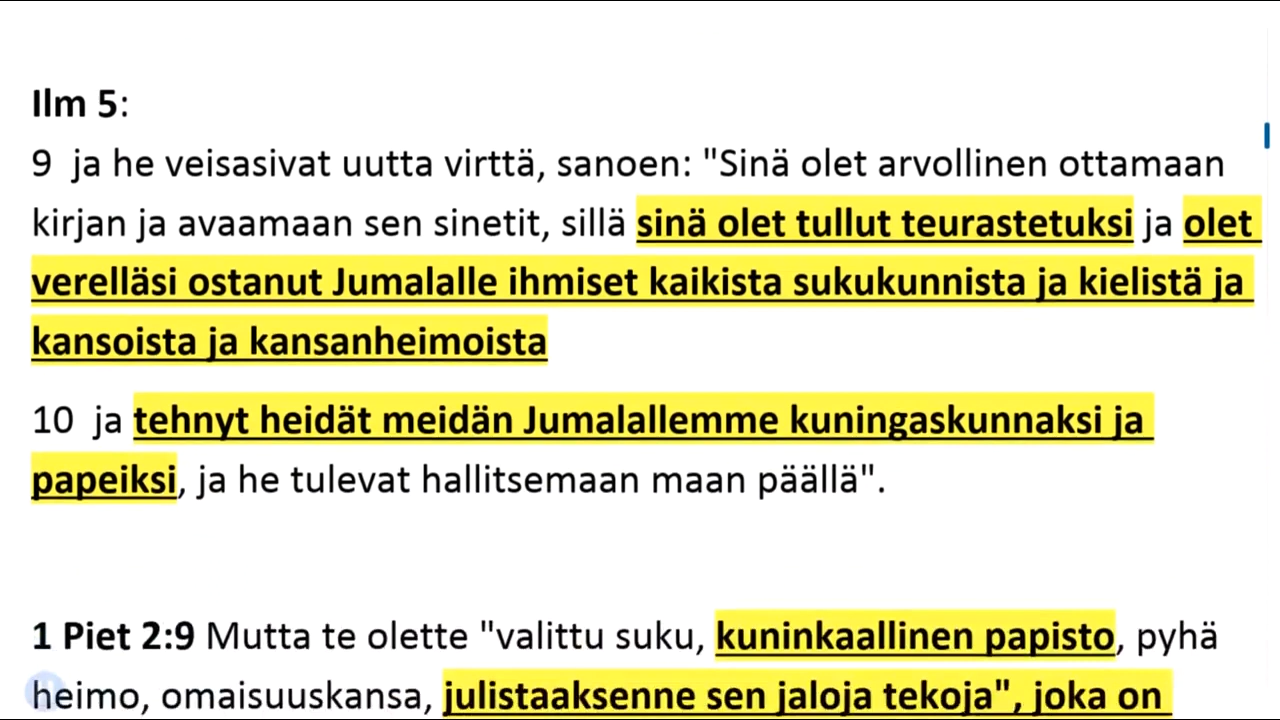 Ilm 5:
9 ja he veisasivat uutta virttä, sanoen: "Sinä olet arvollinen ottamaan
kirjan ja avaamaan sen sinetit, sillä sinä olet tullut teurastetuksi ja olet
verelläsi ostanut Jumalalle ihmiset kaikista sukukunnista ja kielistä ja
kansoista ja kansanheimoista
10 ja tehnyt heidät meidän Jumalallemme kuningaskunnaksi ja
papeiksi, ja he tulevat hallitsemaan maan päällä".
1 Piet 2:9 Mutta te olette "valittu suku, kuninkaallinen papisto, pyhä
heimo, omaisuuskansa, julistaaksenne sen jaloja tekoja", joka on